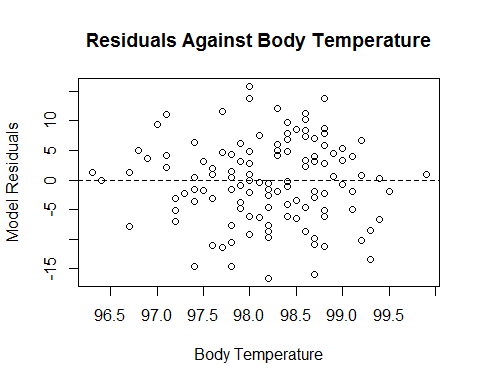 Residuals Against Body Temperature
Model Residuals
10
5
0
-5
-15
96.5 97.0 97.5 98.0 98.5 99.0 99.5
Body Temperature